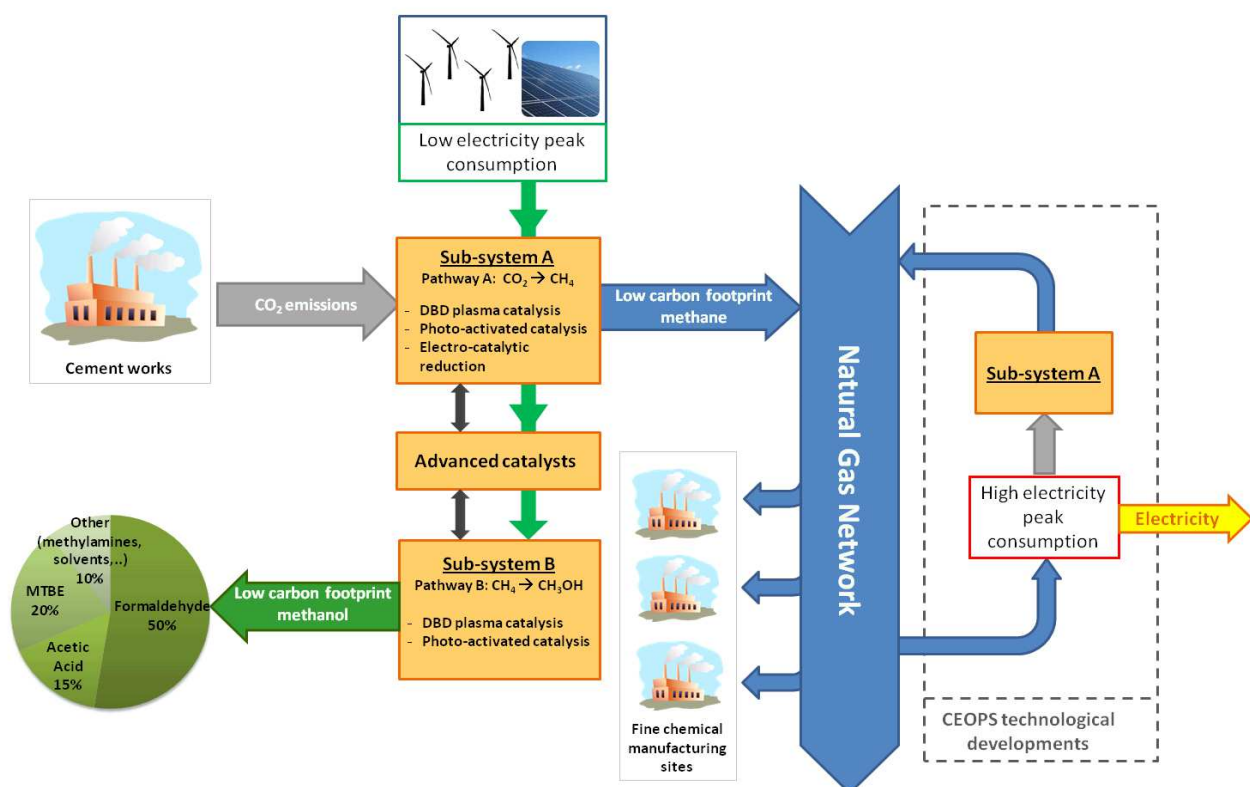 Low electricity peak
consumption
Cement works
CO₂ emissions
Sub-system A
Pathway A: CO₂ → CH₄
- DBD plasma catalysis
- Photo-activated catalysis
- Electro-catalytic
reduction
Low carbon footprint
methane
Natural Gas Network
Sub-system A
High electricity
peak
consumption
Electricity
CEOPS technological
developments
Advanced catalysts
Sub-system B
Pathway B: CH₄ → CH₃OH
- DBD plasma catalysis
- Photo-activated catalysis
Low carbon footprint
methanol
Other
(methylamines,
solvents,..)
10%
MTBE
20%
Formaldehyde
50%
Acetic
Acid
15%
Fine chemical
manufacturing
sites